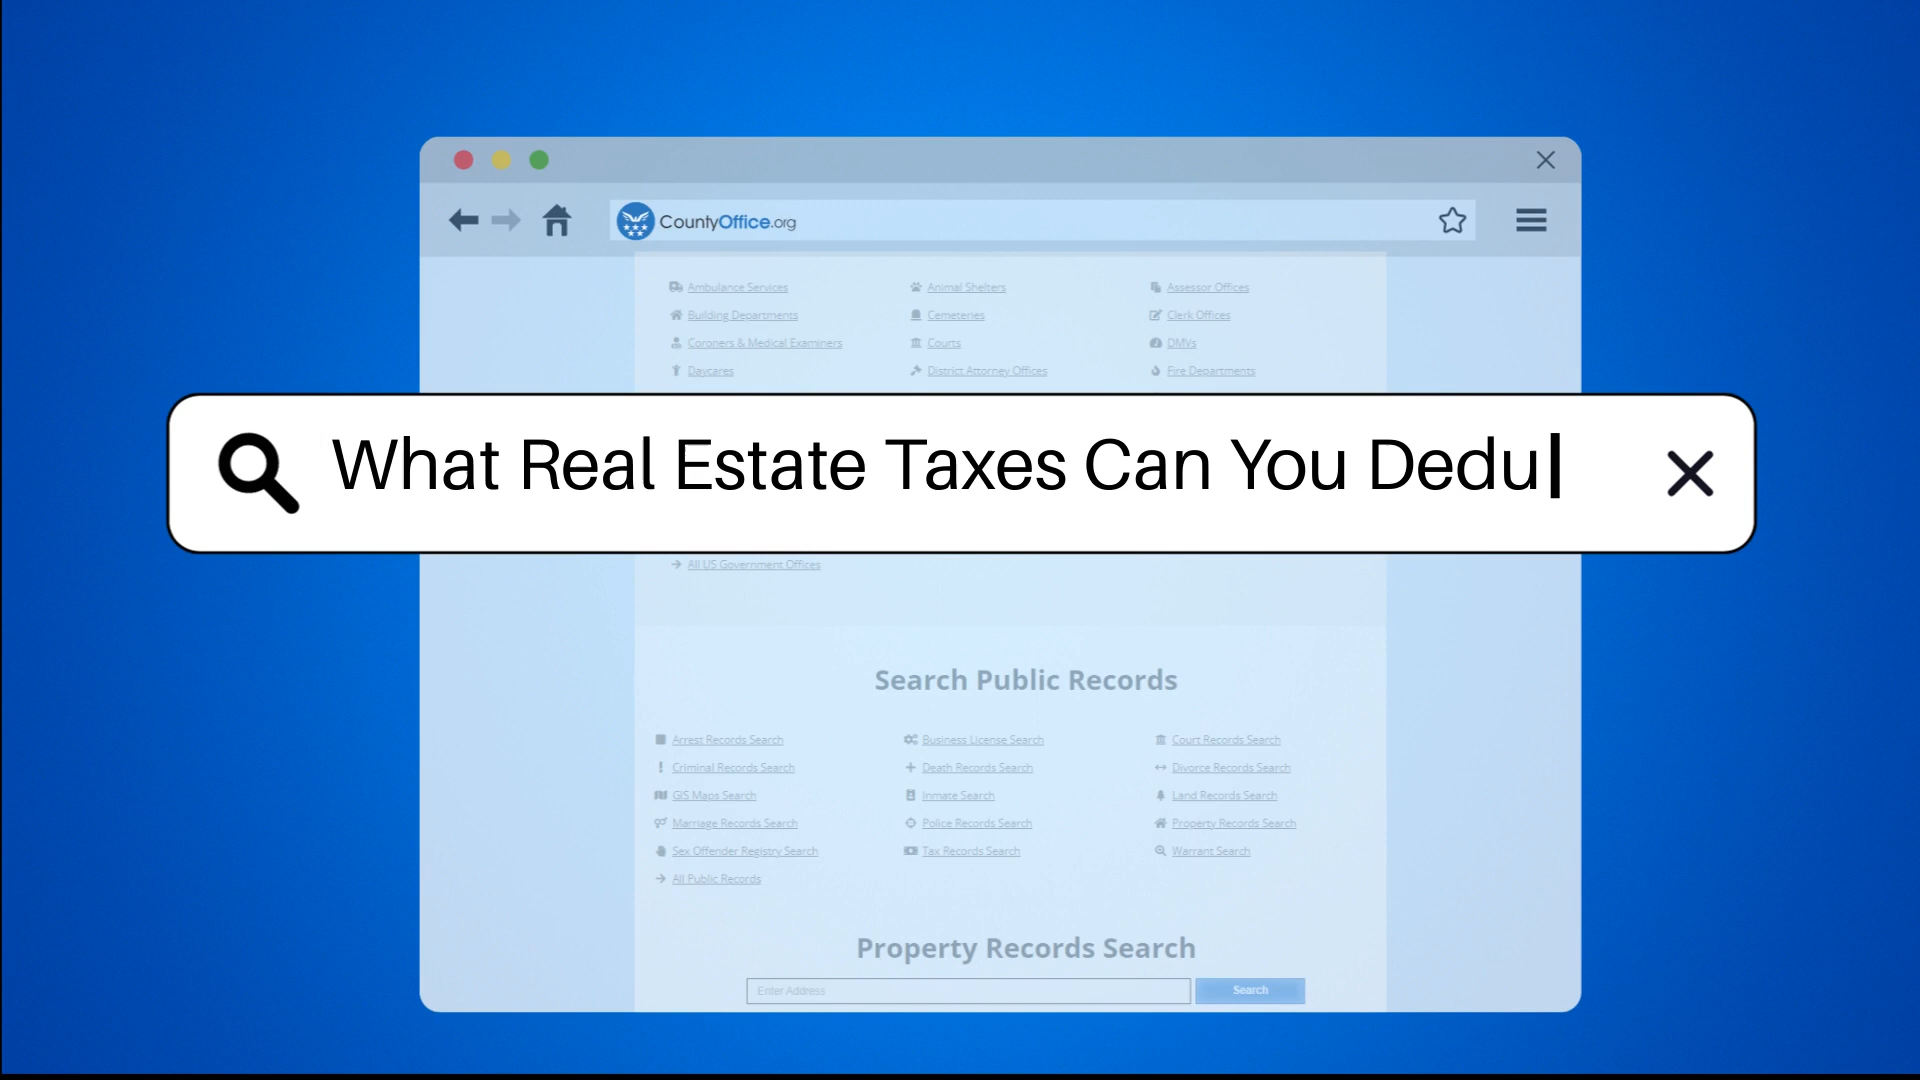 CountyOffice.org
Ambulance Services Animal Shelters Assessor Offices
Building Departments Cemeteries Clerk Offices
Coroners & Medical Examiners Courts DMVs
Daycares District Attorney Offices Fire Departments
What Real Estate Taxes Can You Dedu
All US Government Offices
Search Public Records
Arrest Records Search Business License Search Court Records Search
Criminal Records Search Death Records Search Divorce Records Search
GIS Maps Search Inmate Search Land Records Search
Marriage Records Search Police Records Search Property Records Search
Sex Offender Registry Search Tax Records Search Warrant Search
All Public Records
Property Records Search
Enter Address Search